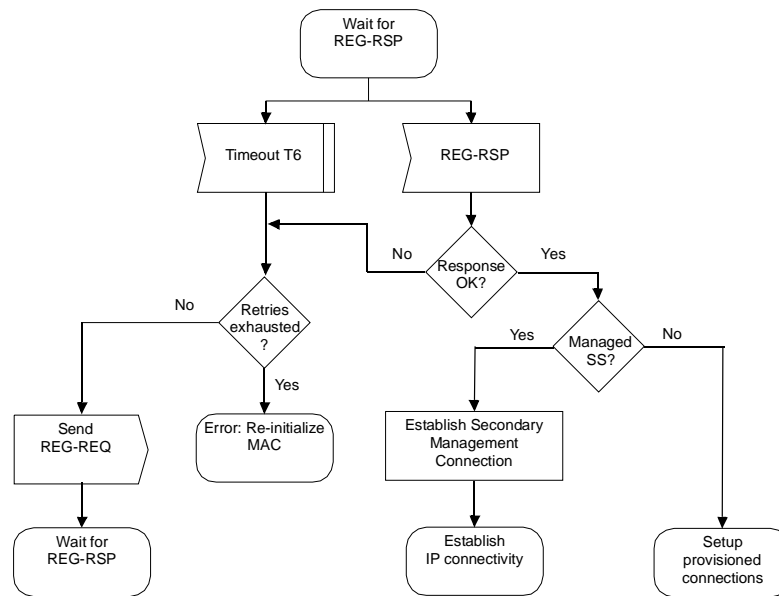 Wait for
REG-RSP
Timeout T6
REG-RSP
No
Response
OK?
Yes
No
Retries
exhausted
?
Yes
Managed
SS?
No
Yes
Send
REG-REQ
Error: Re-initialize
MAC
Establish Secondary
Management
Connection
Wait for
REG-RSP
Establish
IP connectivity
Setup
provisioned
connections